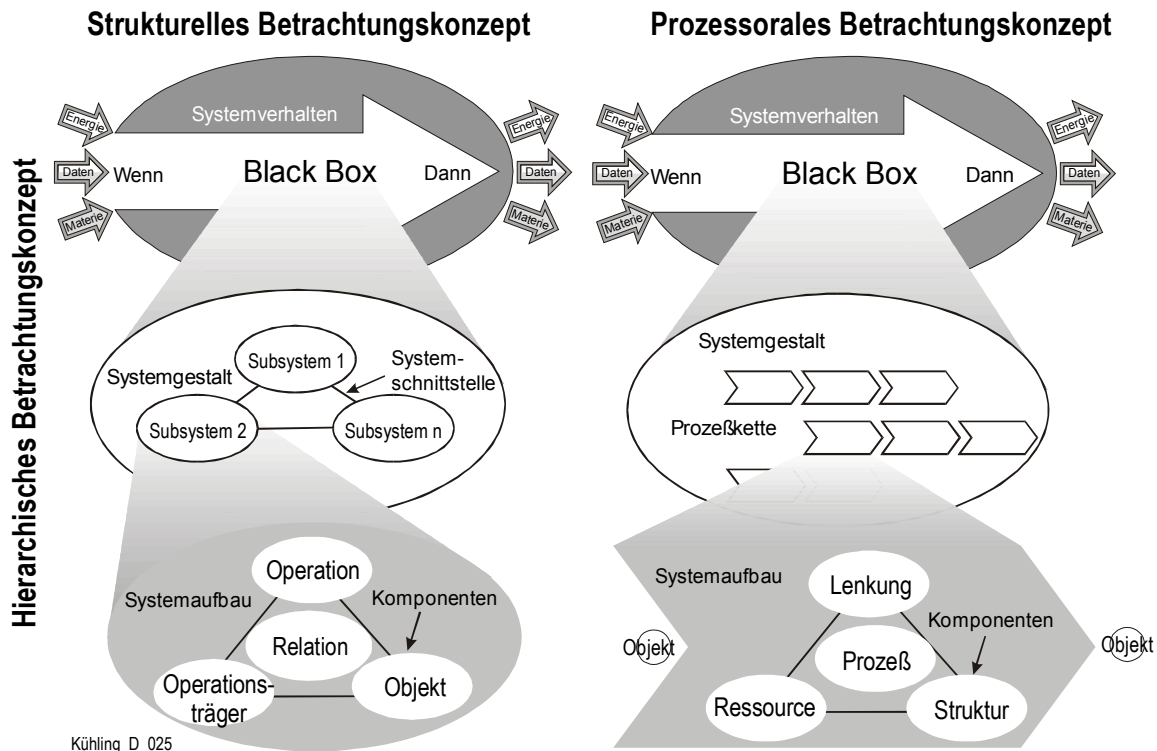 Strukturelles Betrachtungskonzept
Prozessorales Betrachtungskonzept
Hierarchisches Betrachtungskonzept
Systemverhalten
Energie
Daten
Materie
Wenn
Black Box
Dann
Energie
Daten
Materie
Systemverhalten
Energie
Daten
Materie
Wenn
Black Box
Dann
Energie
Daten
Materie
Systemgestalt
Subsystem 1
System-
schnittstelle
Subsystem 2
Subsystem n
Systemgestalt
Prozeßkette
Systemaufbau
Operation
Komponenten
Relation
Operations-
träger
Objekt
Systemaufbau
Lenkung
Komponenten
Objekt
Prozeß
Objekt
Ressource
Struktur
Kühling D 025